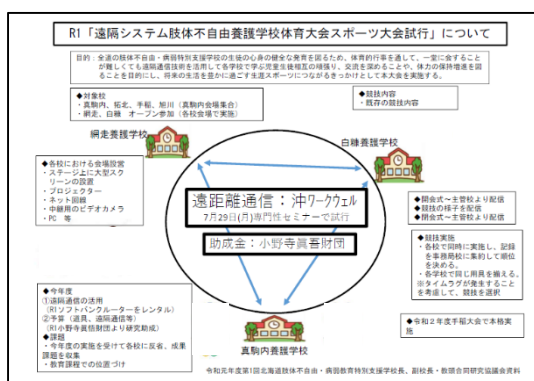 R1「遠隔システム肢体不自由養護学校体育大会スポーツ大会試行」について
目的：全道の肢体不自由・病弱特別支援学校の生徒の心身の健全な発育を図るため、体育的行事を通して、一堂に会することが難しくても遠隔通信技術を活用して各学校で学ぶ児童生徒相互の頑張り、交流を深めることや、体力の保持増進を図ることを目的にし、将来の生活を豊かに過ごす生涯スポーツにつながるきっかけとして本大会を実施する。
◆対象校
・真駒内、拓北、手稲、旭川（真駒内会場集合）
・網走、白糠 オープン参加（各校会場で実施）
◆競技内容
・既存の競技内容
網走養護学校
白糠養護学校
◆各校における会場設営
・ステージ上に大型スクリーンの設置
・プロジェクター
・ネット回線
・中継用のビデオカメラ
・PC 等
遠距離通信：沖ワークウェル
7月29日(月)専門性セミナーで試行
助成金：小野寺眞吾財団
◆開会式～主管校より配信
◆競技の様子を配信
◆閉会式～主管校より配信
◆競技実施
・各校で同時に実施し、記録を事務局校に集約して順位を決める。
・各学校で同じ用具を揃える。
※タイムラグが発生することを考慮して、競技を選択
◆今年度
①遠隔通信の活用
(R1ソフトバンクルーターをレンタル)
②予算（道具、遠隔通信等）
(R1小野寺眞悟財団より研究助成)
◆課題
・今年度の実施を受けて各校に反省、成果課題を収集
・教育課程での位置づけ
◆令和２年度手稲大会で本格実施
真駒内養護学校
令和元年度第1回北海道肢体不自由・病弱教育特別支援学校長、副校長・教頭合同研究協議会資料